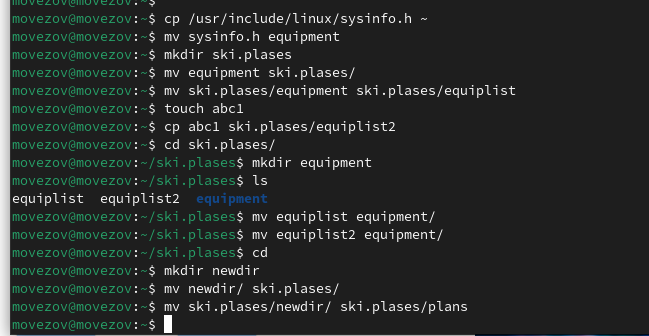 movezov@movezov:~$
movezov@movezov:~$ cp /usr/include/linux/sysinfo.h ~
movezov@movezov:~$ mv sysinfo.h equipment
movezov@movezov:~$ mkdir ski.plases
movezov@movezov:~$ mv equipment ski.plases/
movezov@movezov:~$ mv ski.plases/equipment ski.plases/equiplist
movezov@movezov:~$ touch abc1
movezov@movezov:~$ cp abc1 ski.plases/equiplist2
movezov@movezov:~$ cd ski.plases/
movezov@movezov:~/ski.plases$ mkdir equipment
movezov@movezov:~/ski.plases$ ls
equiplist  equiplist2  equipment
movezov@movezov:~/ski.plases$ mv equiplist equipment/
movezov@movezov:~/ski.plases$ mv equiplist2 equipment/
movezov@movezov:~/ski.plases$ cd
movezov@movezov:~$ mkdir newdir
movezov@movezov:~$ mv newdir/ ski.plases/
movezov@movezov:~$ mv ski.plases/newdir/ ski.plases/plans
movezov@movezov:~$